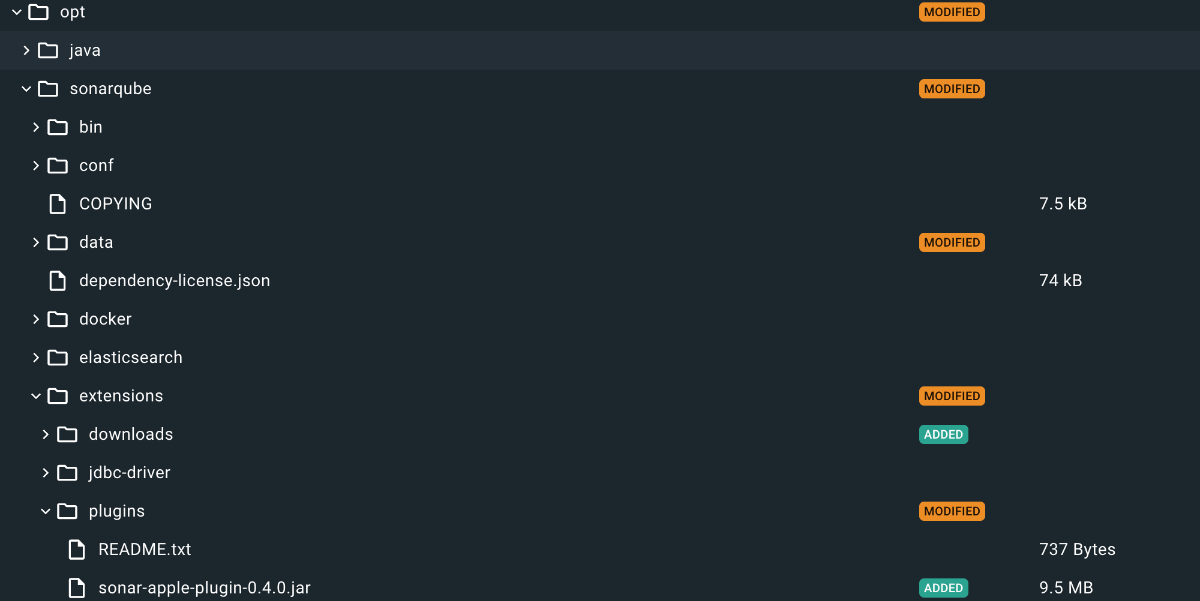 opt MODIFIED
java
sonarqube MODIFIED
bin
conf
COPYING 7.5 kB
data MODIFIED
dependency-license.json 74 kB
docker
elasticsearch
extensions MODIFIED
downloads ADDED
jdbc-driver
plugins MODIFIED
README.txt 737 Bytes
sonar-apple-plugin-0.4.0.jar ADDED 9.5 MB